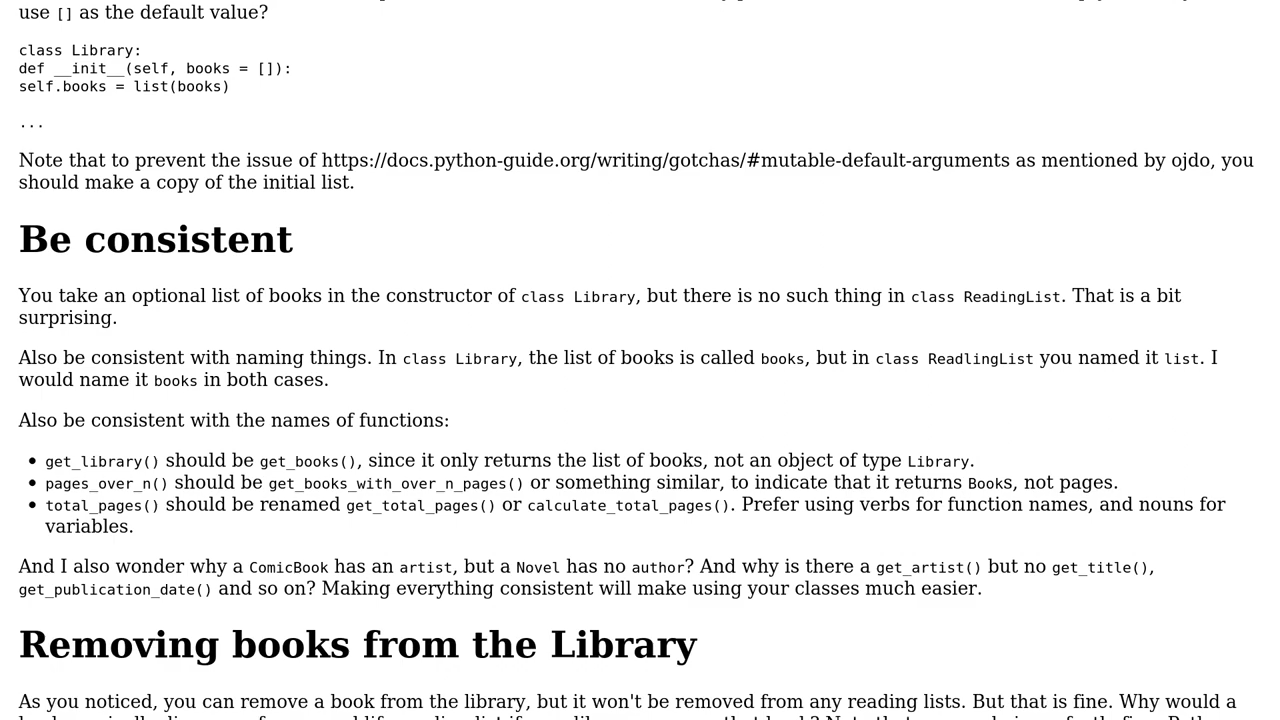 use [] as the default value?
class Library:
def __init__(self, books = []):
self.books = list(books)
...
Note that to prevent the issue of https://docs.python-guide.org/writing/gotchas/#mutable-default-arguments as mentioned by ojdo, you
should make a copy of the initial list.
Be consistent
You take an optional list of books in the constructor of class Library, but there is no such thing in class ReadingList. That is a bit
surprising.
Also be consistent with naming things. In class Library, the list of books is called books, but in class ReadlingList you named it list. I
would name it books in both cases.
Also be consistent with the names of functions:
• get_library() should be get_books(), since it only returns the list of books, not an object of type Library.
• pages_over_n() should be get_books_with_over_n_pages() or something similar, to indicate that it returns Books, not pages.
• total_pages() should be renamed get_total_pages() or calculate_total_pages(). Prefer using verbs for function names, and nouns for
variables.
And I also wonder why a ComicBook has an artist, but a Novel has no author? And why is there a get_artist() but no get_title(),
get_publication_date() and so on? Making everything consistent will make using your classes much easier.
Removing books from the Library
As you noticed, you can remove a book from the library, but it won't be removed from any reading lists. But that is fine. Why would a